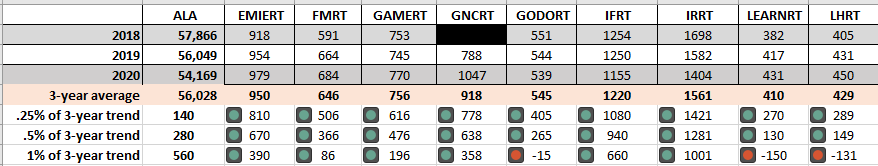 ALA EMIERT FMRT GAMERT GNCRT GODORT IFRT IRRT LEARNRT LHRT
2018 57,866 918 591 753 551 1254 1698 382 405
2019 56,049 954 664 745 788 544 1250 1582 417 431
2020 54,169 979 684 770 1047 539 1155 1404 431 450
3-year average 56,028 950 646 756 918 545 1220 1561 410 429
.25% of 3-year trend 140 810 506 616 778 405 1080 1421 270 289
.5% of 3-year trend 280 670 366 476 638 265 940 1281 130 149
1% of 3-year trend 560 390 86 196 358 -15 660 1001 -150 -131